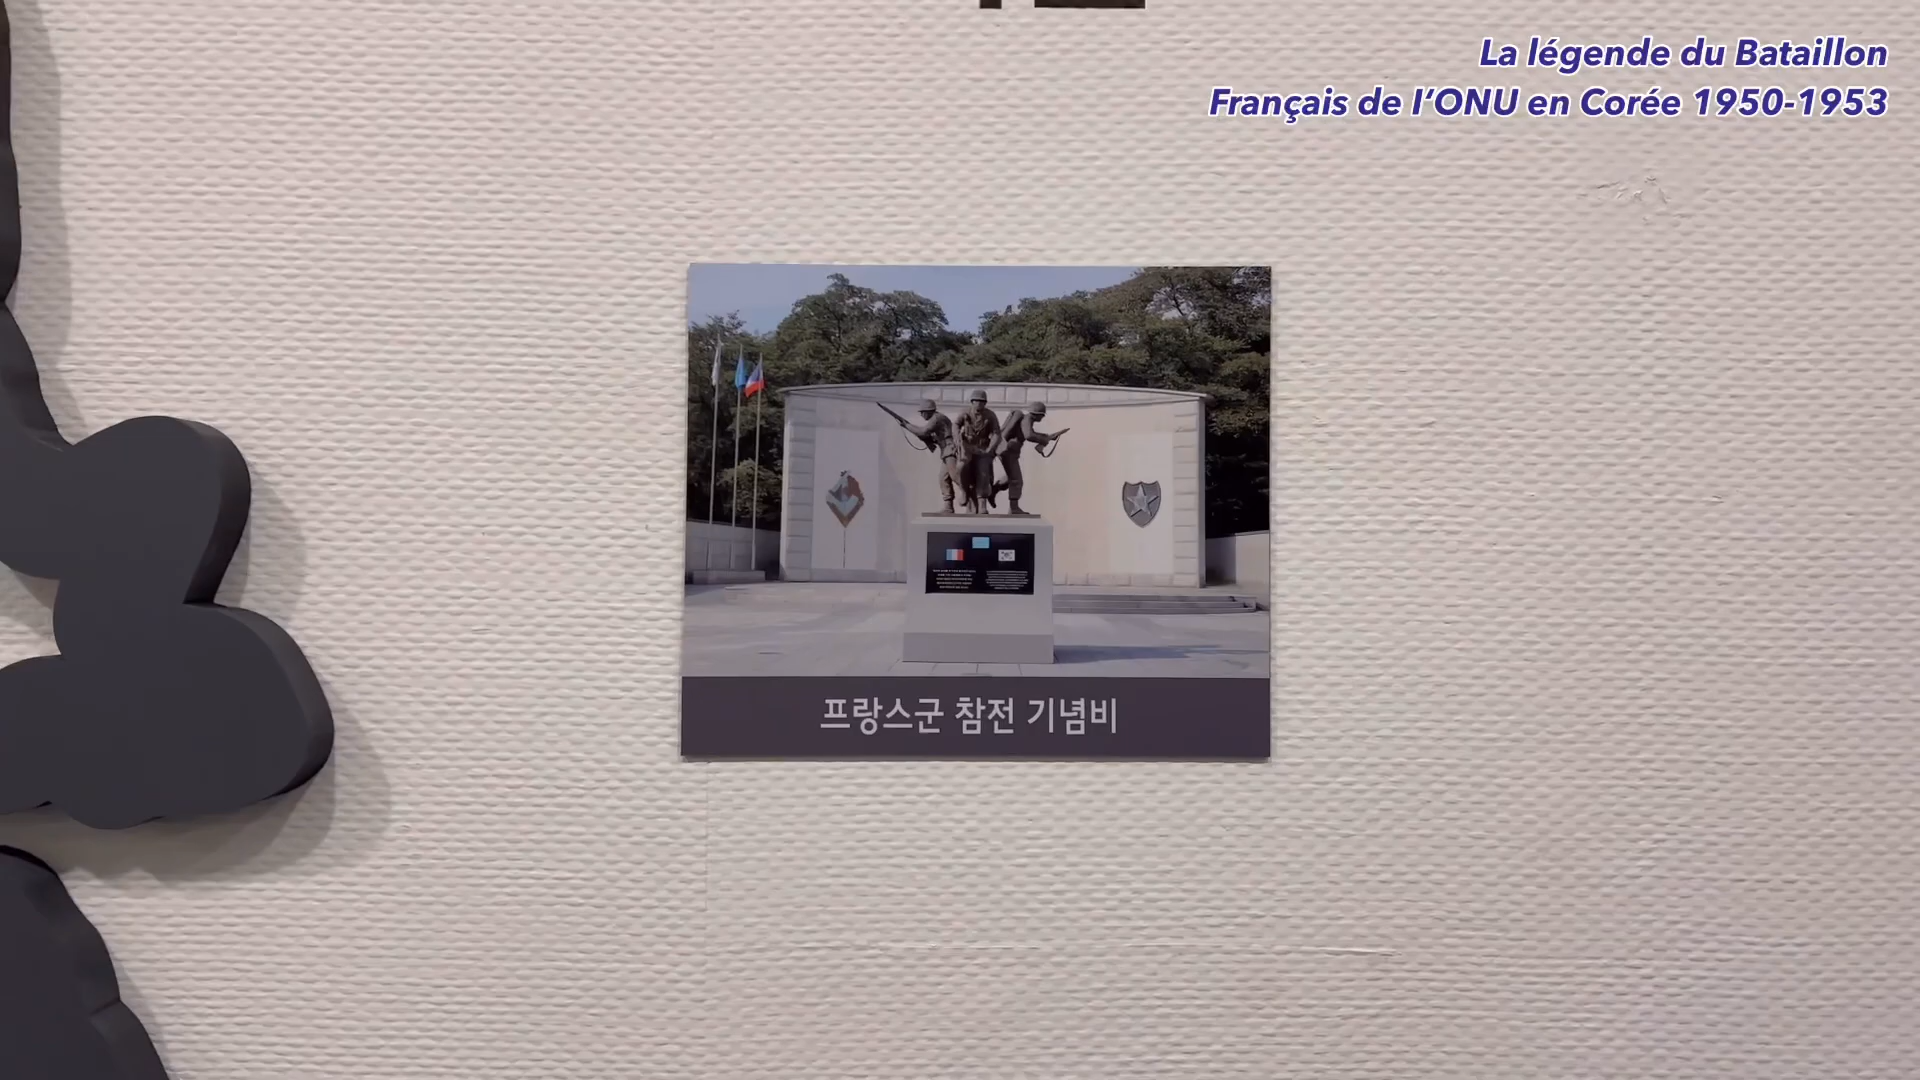 La légende du Bataillon
Français de l'ONU en Corée 1950-1953
프랑스군 참전 기념비